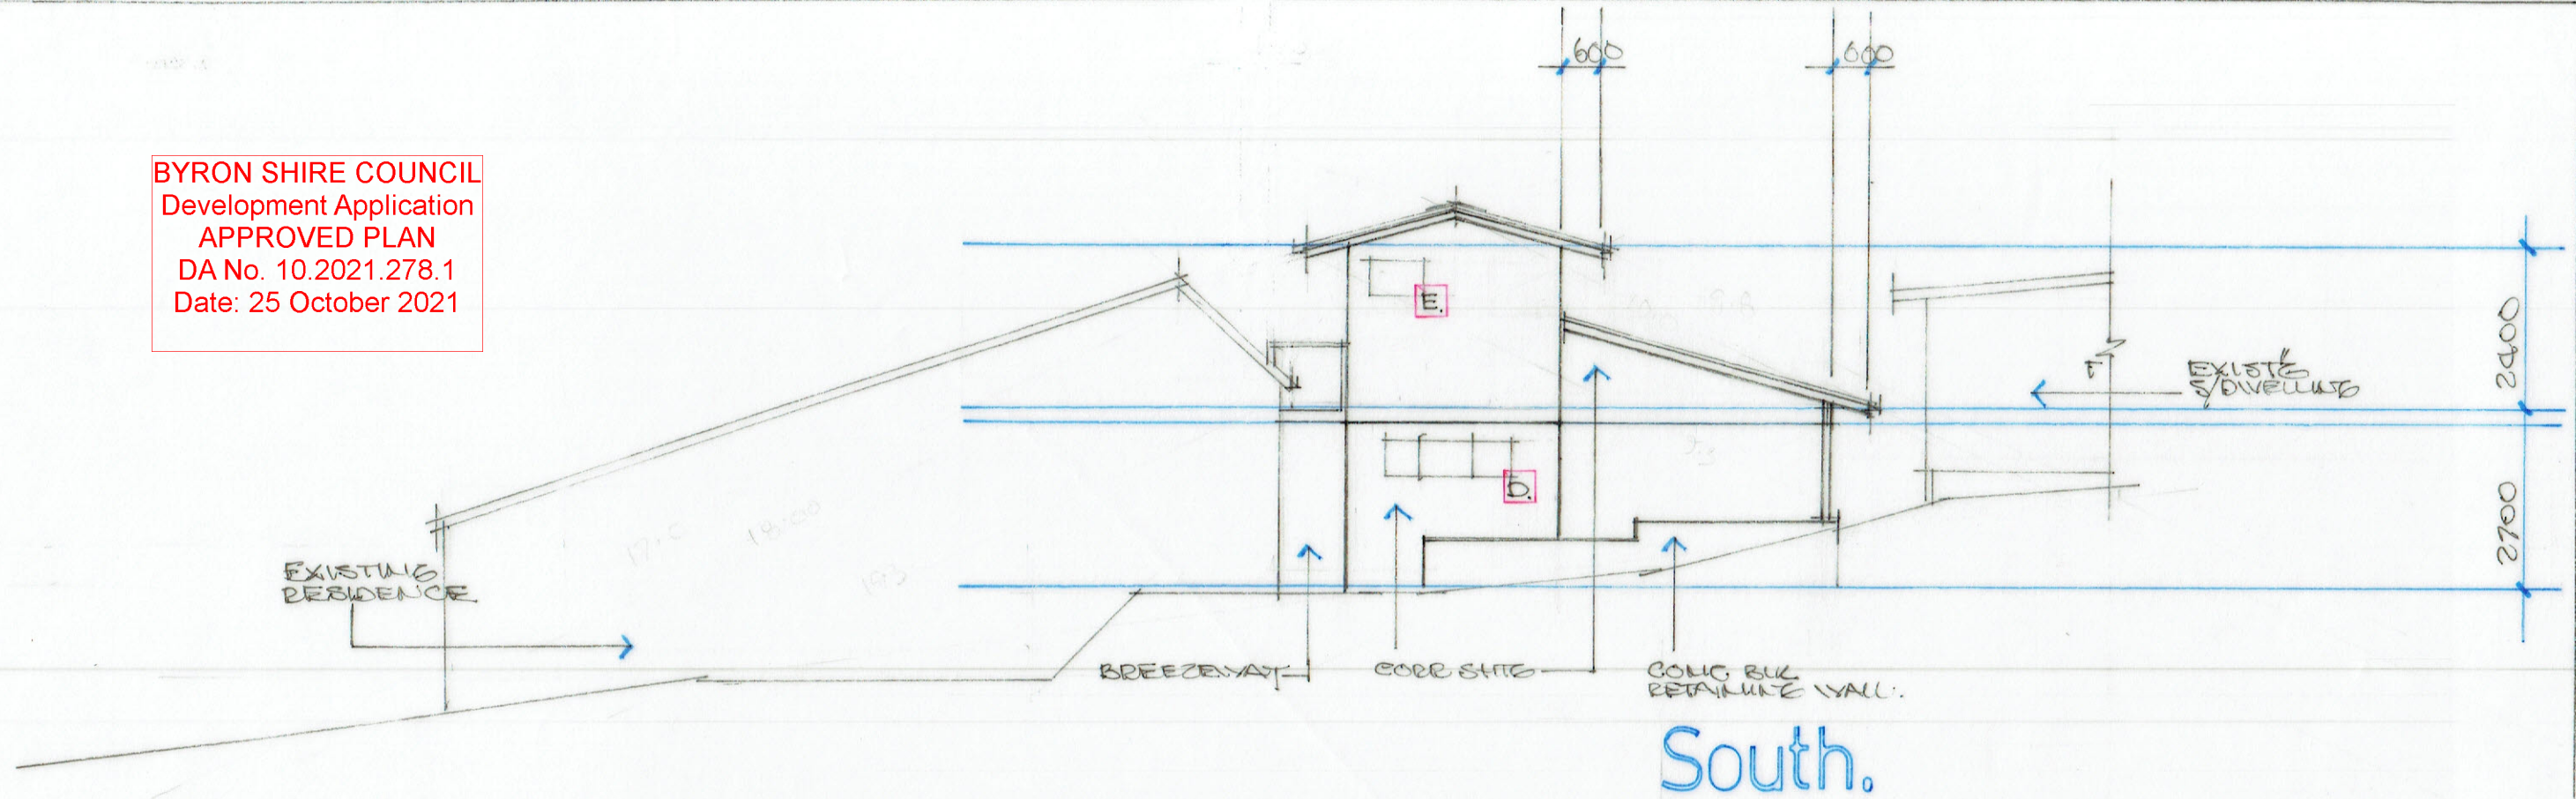 600
600
BYRON SHIRE COUNCIL
Development Application
APPROVED PLAN
DA No. 10.2021.278.1
Date: 25 October 2021
E.
2400
EXIST'G
S/DWELLING
D.
2700
EXISTING
RESIDENCE
BREEZEWAY
CORR SHTG
CONC BLK
RETAINING WALL.
South.